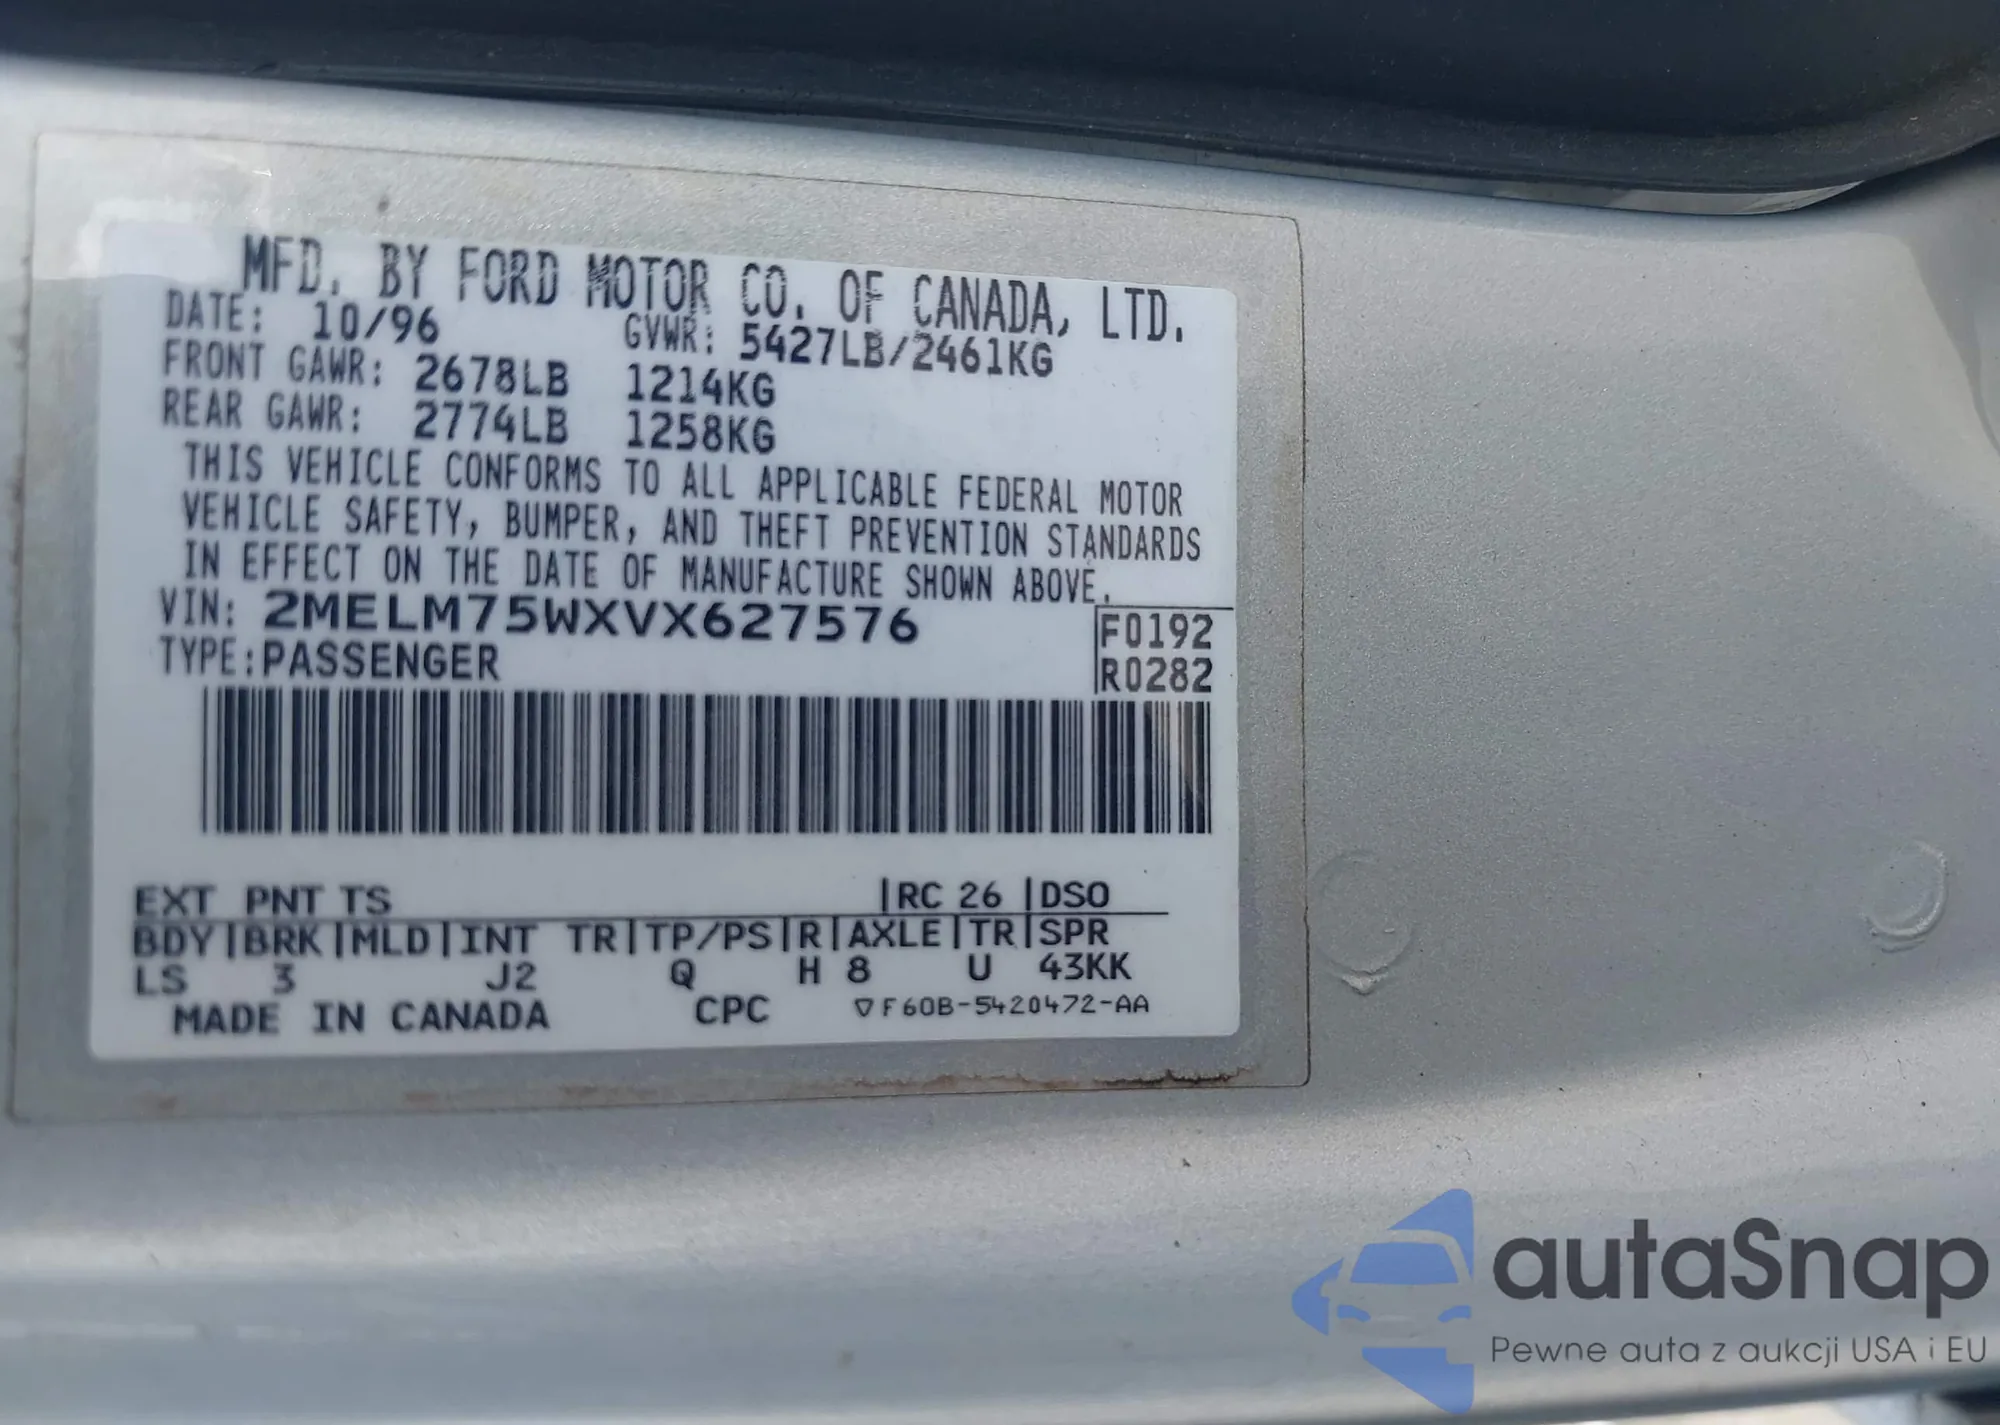 MFD. BY FORD MOTOR CO. OF CANADA, LTD.
DATE: 10/96 GVWR: 5427LB/2461KG
FRONT GAWR: 2678LB 1214KG
REAR GAWR: 2774LB 1258KG
THIS VEHICLE CONFORMS TO ALL APPLICABLE FEDERAL MOTOR
VEHICLE SAFETY, BUMPER, AND THEFT PREVENTION STANDARDS
IN EFFECT ON THE DATE OF MANUFACTURE SHOWN ABOVE.
VIN: 2MELM75WXVX627576
F0192
TYPE:PASSENGER
R0282
EXT PNT TS |RC 26 |DSO
BDY|BRK|MLD|INT TR|TP/PS|R|AXLE|TR|SPR
LS 3 J2 Q H 8 U 43KK
MADE IN CANADA CPC ▽F60B-5420472-AA
autaSnap
Pewne auta z aukcji USA i EU